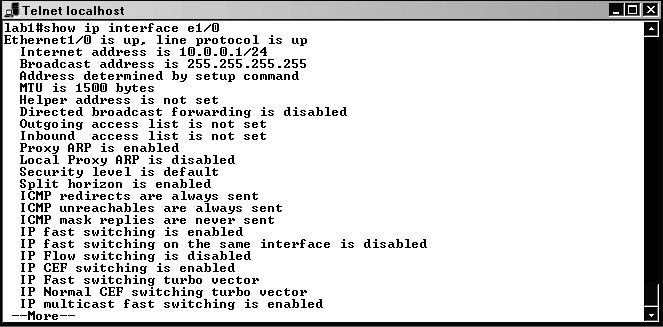 Telnet localhost
lab1#show ip interface e1/0
Ethernet1/0 is up, line protocol is up
  Internet address is 10.0.0.1/24
  Broadcast address is 255.255.255.255
  Address determined by setup command
  MTU is 1500 bytes
  Helper address is not set
  Directed broadcast forwarding is disabled
  Outgoing access list is not set
  Inbound  access list is not set
  Proxy ARP is enabled
  Local Proxy ARP is disabled
  Security level is default
  Split horizon is enabled
  ICMP redirects are always sent
  ICMP unreachables are always sent
  ICMP mask replies are never sent
  IP fast switching is enabled
  IP fast switching on the same interface is disabled
  IP Flow switching is disabled
  IP CEF switching is enabled
  IP Fast switching turbo vector
  IP Normal CEF switching turbo vector
  IP multicast fast switching is enabled
 --More--